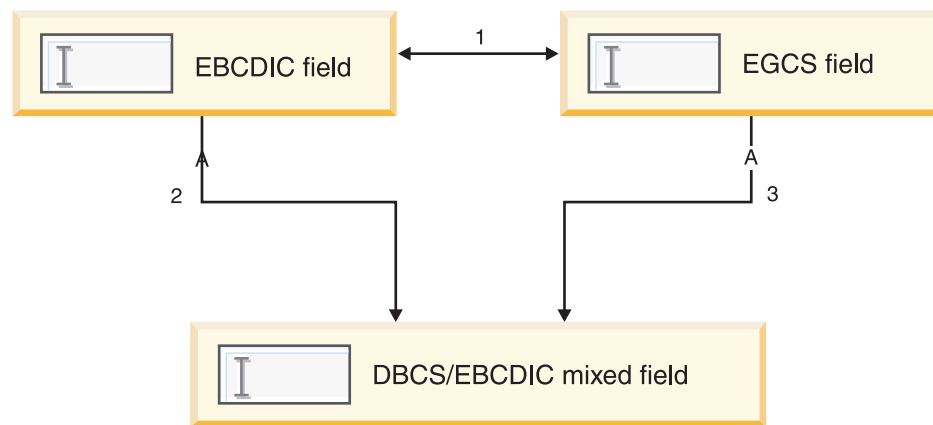 1
EBCDIC field
EGCS field
A
A
2
3
DBCS/EBCDIC mixed field